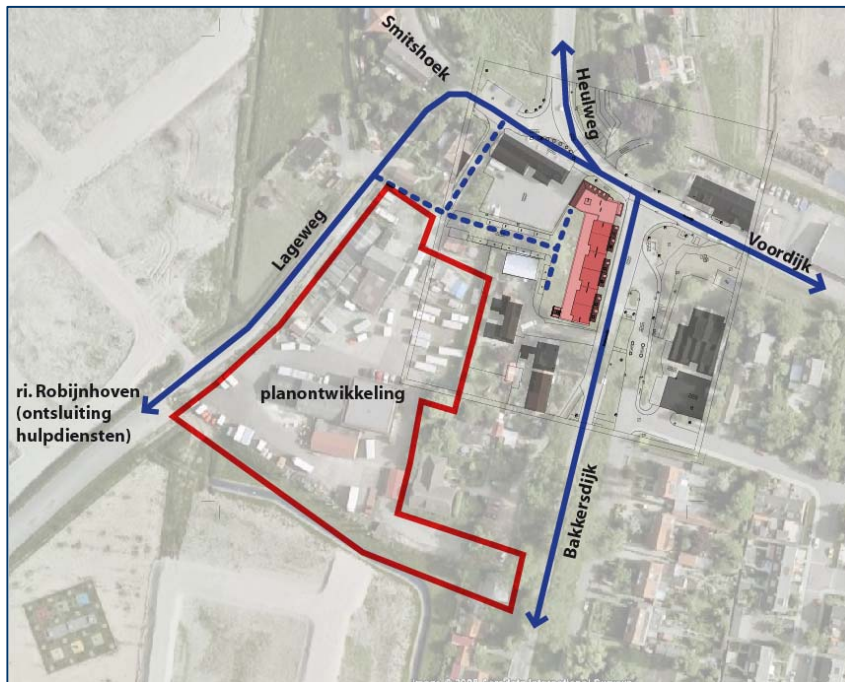 Smitshoek
Heulweg
Lageweg
Voordijk
ri. Robijnhoven
(ontsluiting
hulpdiensten)
planontwikkeling
Bakkersdijk